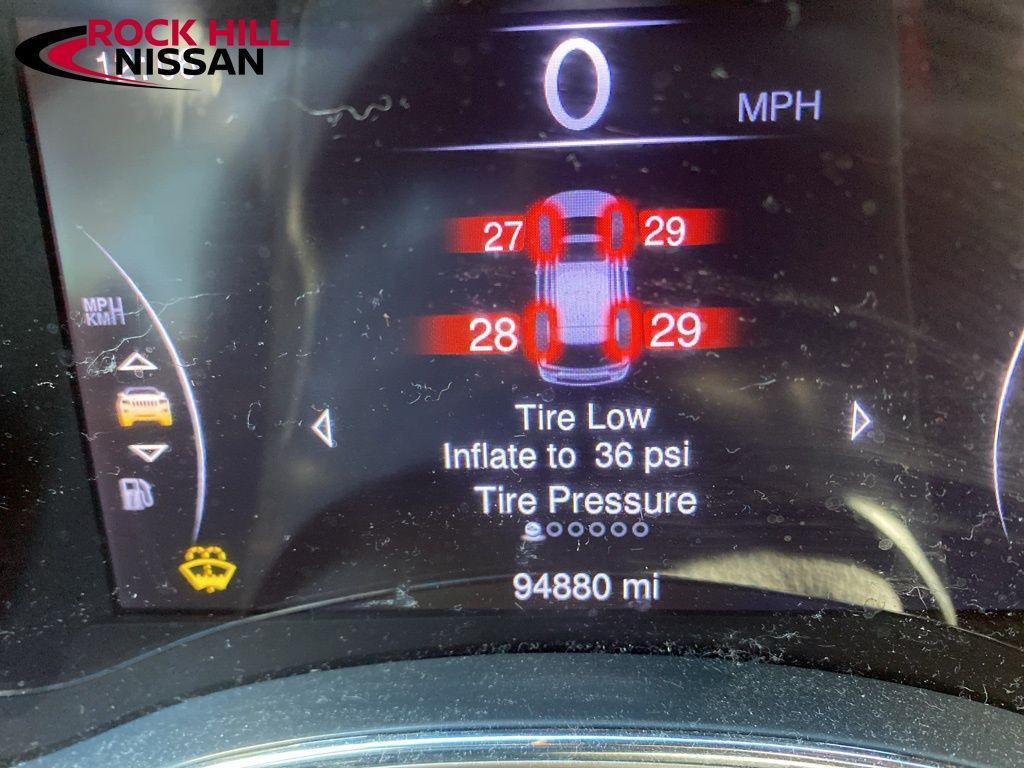 ROCK HILL
NISSAN
0
MPH
27 29
MPH
KMH
28 29
Tire Low
Inflate to 36 psi
Tire Pressure
94880 mi